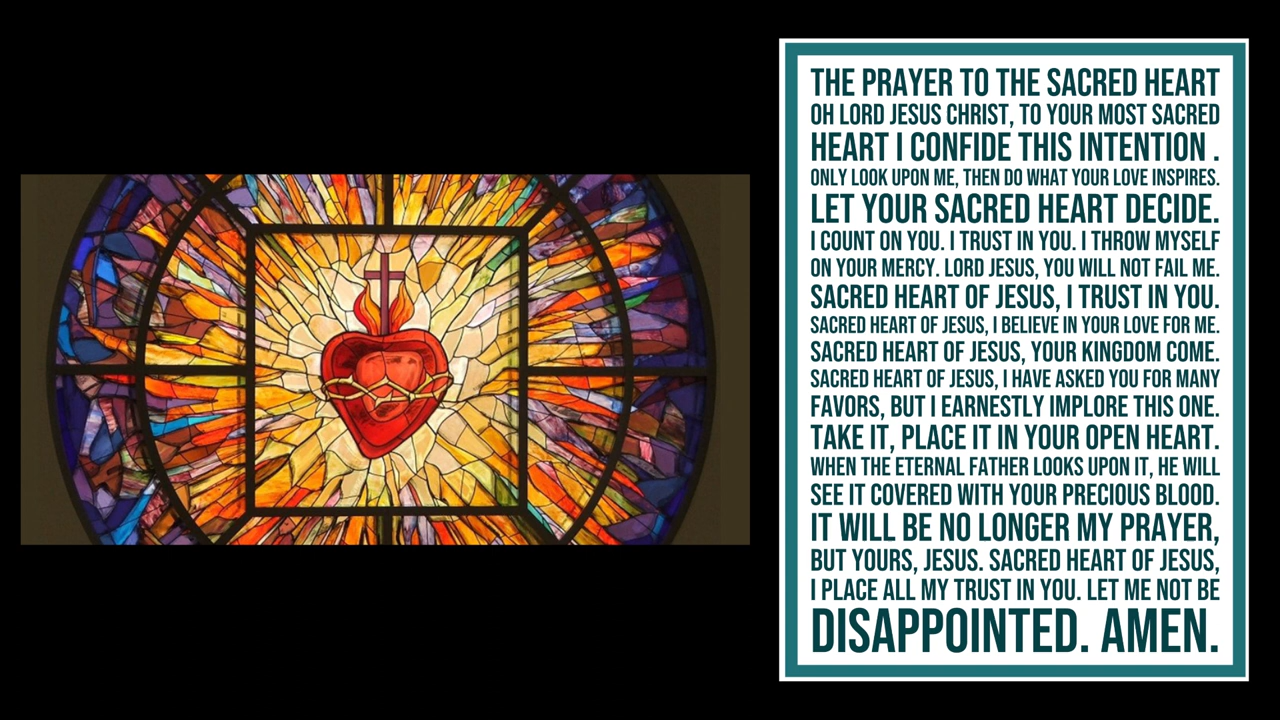 THE PRAYER TO THE SACRED HEART
OH LORD JESUS CHRIST, TO YOUR MOST SACRED
HEART I CONFIDE THIS INTENTION .
ONLY LOOK UPON ME, THEN DO WHAT YOUR LOVE INSPIRES.
LET YOUR SACRED HEART DECIDE.
I COUNT ON YOU. I TRUST IN YOU. I THROW MYSELF
ON YOUR MERCY. LORD JESUS, YOU WILL NOT FAIL ME.
SACRED HEART OF JESUS, I TRUST IN YOU.
SACRED HEART OF JESUS, I BELIEVE IN YOUR LOVE FOR ME.
SACRED HEART OF JESUS, YOUR KINGDOM COME.
SACRED HEART OF JESUS, I HAVE ASKED YOU FOR MANY
FAVORS, BUT I EARNESTLY IMPLORE THIS ONE.
TAKE IT, PLACE IT IN YOUR OPEN HEART.
WHEN THE ETERNAL FATHER LOOKS UPON IT, HE WILL
SEE IT COVERED WITH YOUR PRECIOUS BLOOD.
IT WILL BE NO LONGER MY PRAYER,
BUT YOURS, JESUS. SACRED HEART OF JESUS,
I PLACE ALL MY TRUST IN YOU. LET ME NOT BE
DISAPPOINTED. AMEN.